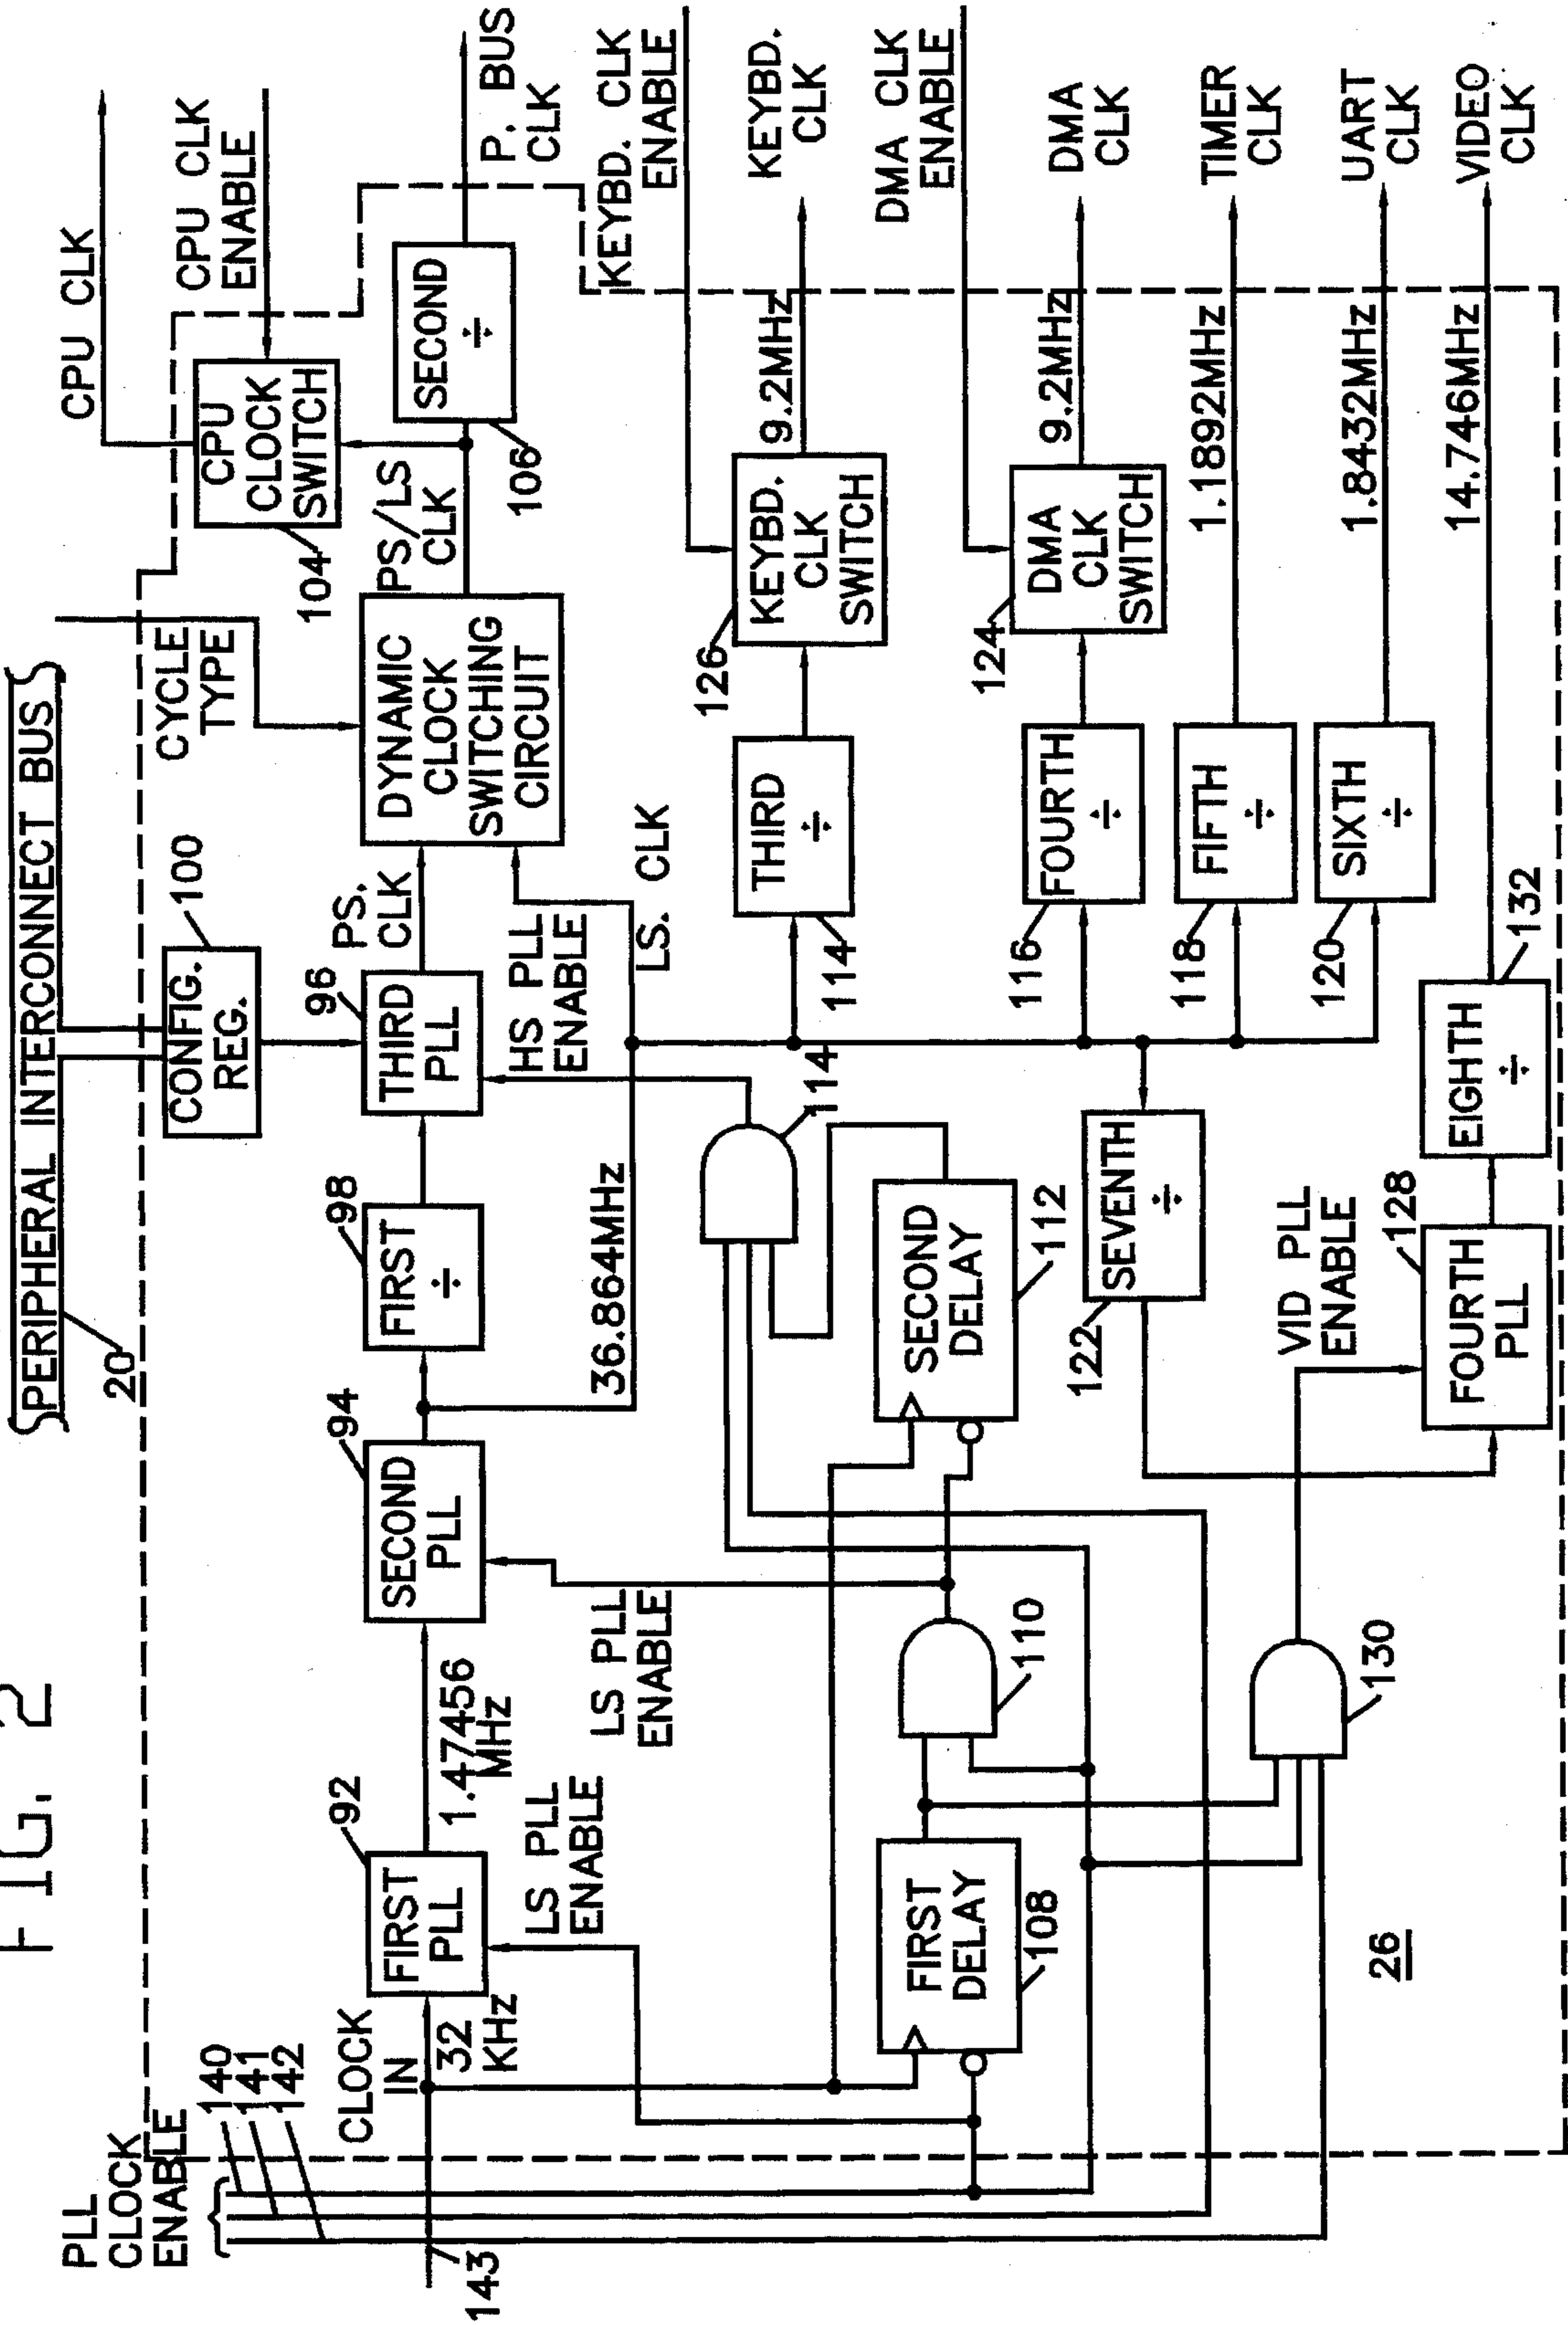 FIG. 2
PERIPHERAL INTERCONNECT BUS
20
CPU CLK
CPU CLK
ENABLE
PLL
CLOCK
ENABLE
140
141
142
143
CLOCK
IN
32
KHz
FIRST
PLL
92
1.47456
MHz
LS PLL
ENABLE
SECOND
PLL
94
LS PLL
ENABLE
FIRST
÷
98
36.864MHz
CONFIG.
REG.
100
THIRD
PLL
96
PS.
CLK
HS PLL
ENABLE
LS. CLK
CYCLE
TYPE
DYNAMIC
CLOCK
SWITCHING
CIRCUIT
PS/LS
CLK
CPU
CLOCK
SWITCH
104
SECOND
÷
106
P. BUS
CLK
KEYBD. CLK
ENABLE
THIRD
÷
114
KEYBD.
CLK
SWITCH
126
9.2MHz
KEYBD.
CLK
DMA CLK
ENABLE
FOURTH
÷
116
DMA
CLK
SWITCH
124
9.2MHz
DMA
CLK
FIFTH
÷
118
1.1892MHz
TIMER
CLK
SIXTH
÷
120
1.8432MHz
UART
CLK
FIRST
DELAY
108
110
SECOND
DELAY
112
114
SEVENTH
÷
122
130
VID PLL
ENABLE
FOURTH
PLL
128
EIGHTH
÷
132
14.746MHz
VIDEO
CLK
26